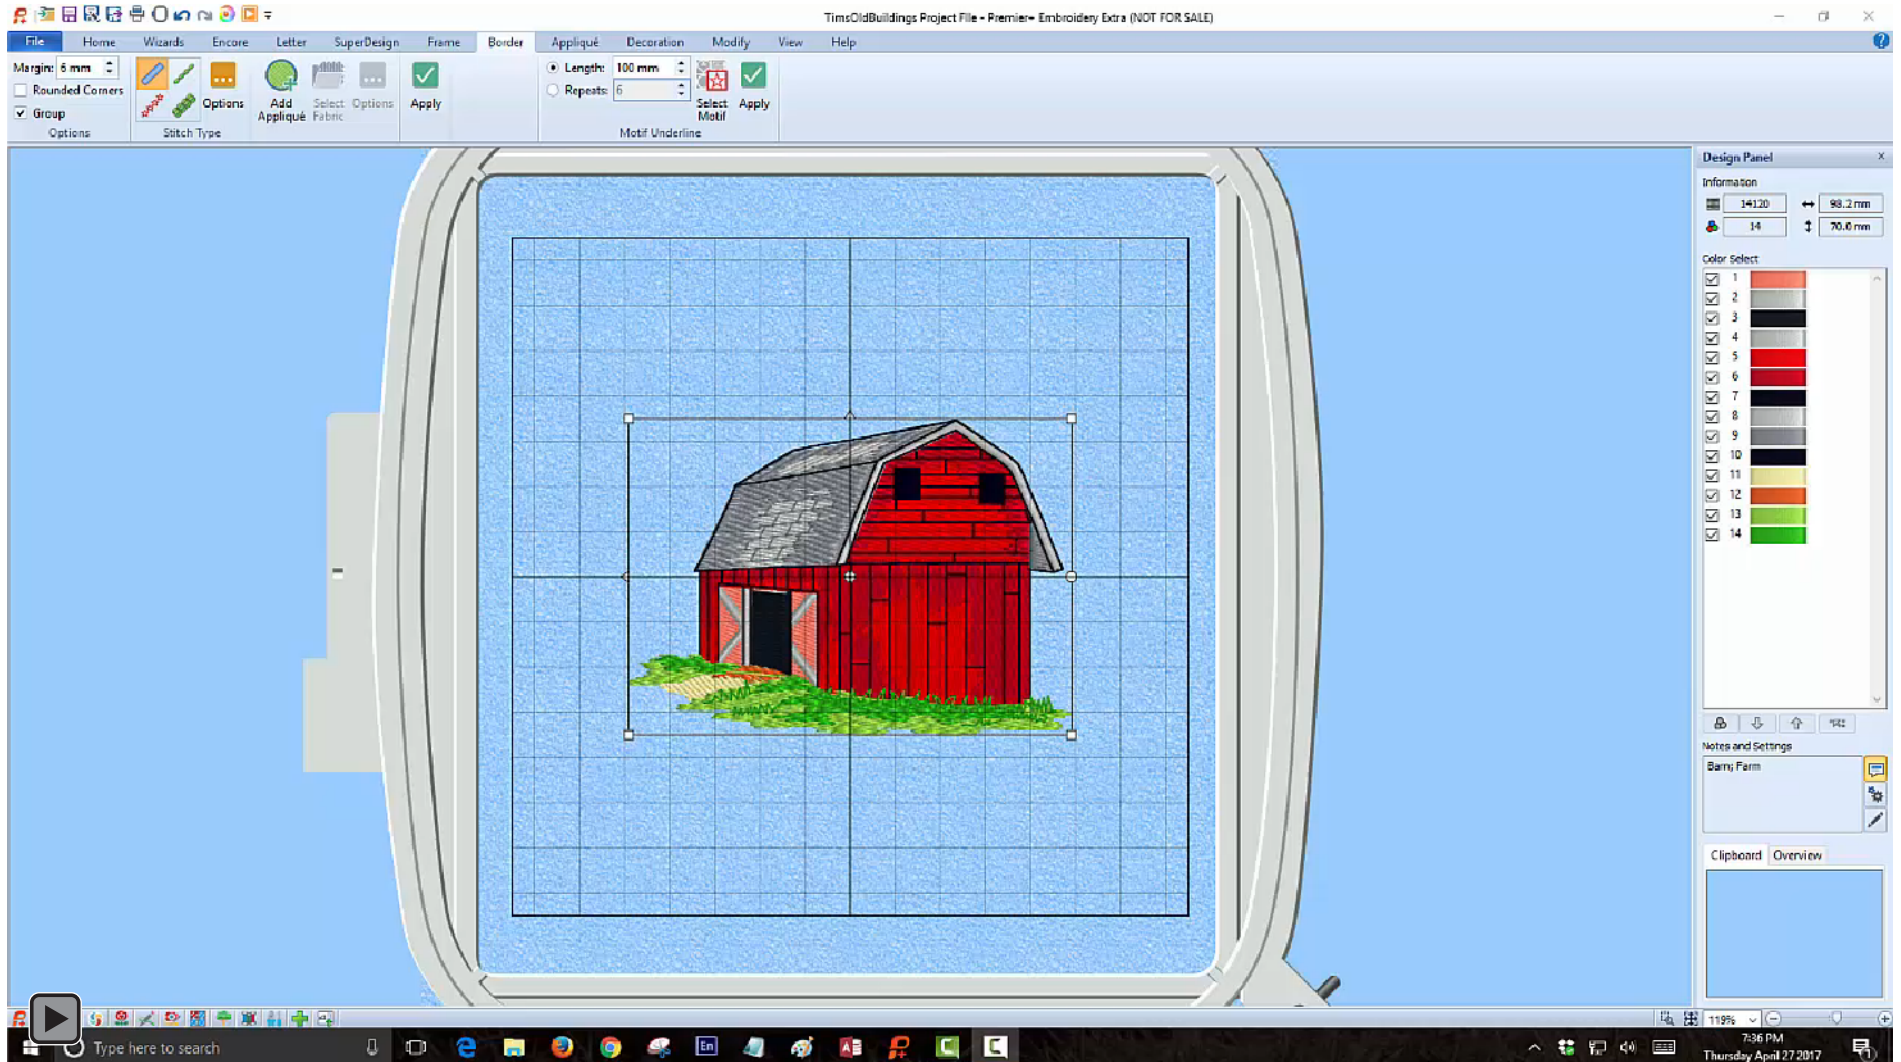 TimsOldBuildings Project File - Premier+ Embroidery Extra (NOT FOR SALE)
File Home Wizards Encore Letter SuperDesign Frame Border Appliqué Decoration Modify View Help
Margin: 6 mm
Rounded Corners
Group
Options
Stitch Type
Options
Add Appliqué
Select Fabric
Options
Apply
Length: 100 mm
Repeats: 6
Select Motif
Apply
Motif Underline
Design Panel
Information
14120 98.2 mm
14 70.0 mm
Color Select
1
2
3
4
5
6
7
8
9
10
11
12
13
14
Notes and Settings
Barn; Farm
Clipboard Overview
119%
Type here to search
En
7:36 PM
Thursday April 27 2017